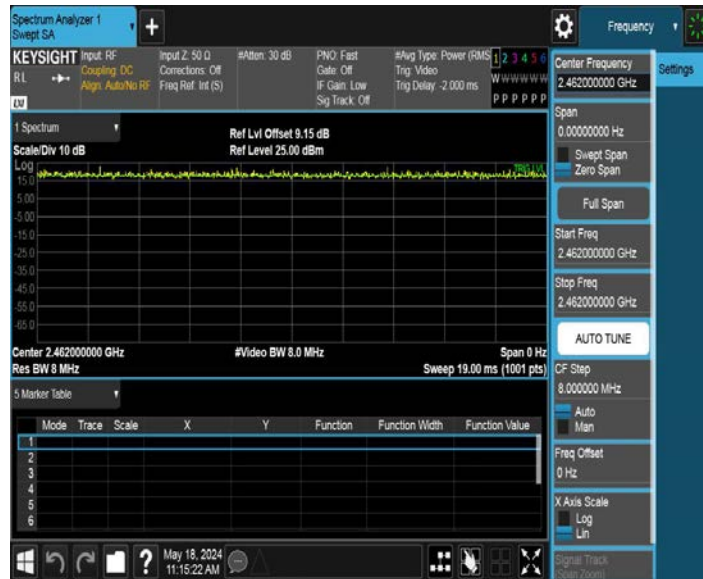 Spectrum Analyzer 1
Swept SA
Frequency
KEYSIGHT
Input: RF
Coupling: DC
Align: Auto/No RF
Input Z: 50 Ω
Corrections: Off
Freq Ref: Int (S)
#Atten: 30 dB
PNO: Fast
Gate: Off
IF Gain: Low
Sig Track: Off
#Avg Type: Power (RMS
Trig: Video
Trig Delay: -2.000 ms
1 2 3 4 5 6
W W W W W W
P P P P P P
RL
LXI
Center Frequency
2.462000000 GHz
Settings
Span
0.00000000 Hz
Swept Span
Zero Span
Full Span
Start Freq
2.462000000 GHz
Stop Freq
2.462000000 GHz
AUTO TUNE
CF Step
8.000000 MHz
Auto
Man
Freq Offset
0 Hz
X Axis Scale
Log
Lin
Signal Track
(Span Zoom)
1 Spectrum
Scale/Div 10 dB
Ref Lvl Offset 9.15 dB
Ref Level 25.00 dBm
Log
TRIG LVL
15.0
5.00
-5.00
-15.0
-25.0
-35.0
-45.0
-55.0
-65.0
Center 2.462000000 GHz
#Video BW 8.0 MHz
Span 0 Hz
Res BW 8 MHz
Sweep 19.00 ms (1001 pts)
5 Marker Table
Mode Trace Scale X Y Function Function Width Function Value
1
2
3
4
5
6
?
May 18, 2024
11:15:22 AM